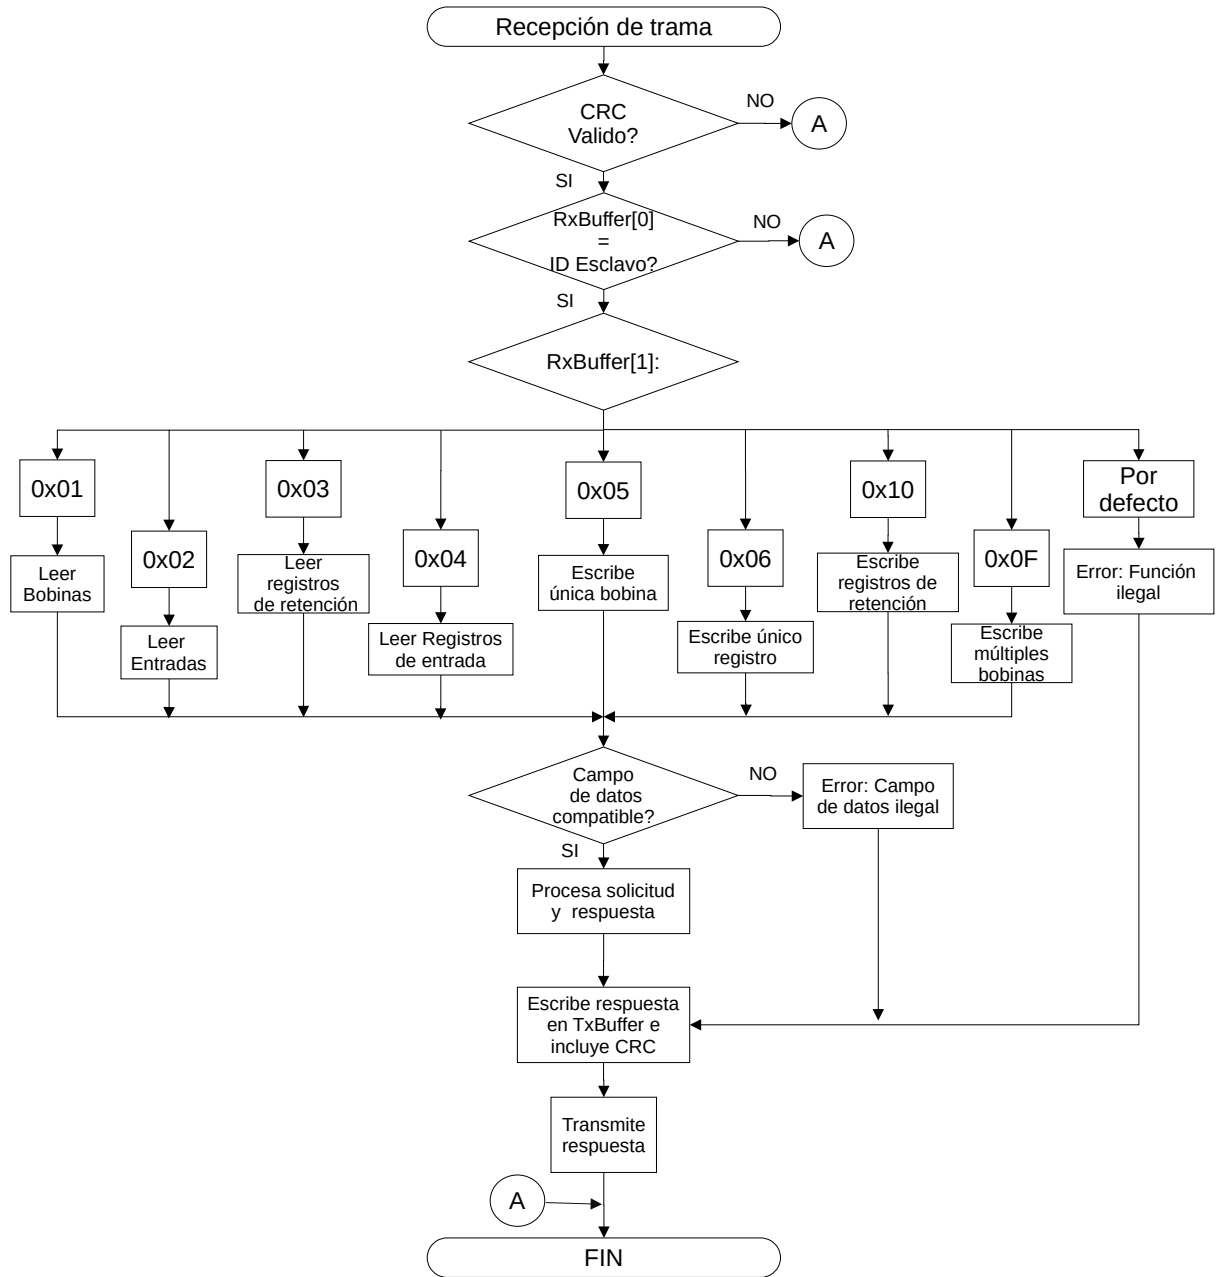 Recepción de trama
CRC
Valido?
NO
A
SI
RxBuffer[0]
=
ID Esclavo?
NO
A
SI
RxBuffer[1]:
0x01
0x02
0x03
0x04
0x05
0x06
0x10
0x0F
Por
defecto
Leer
Bobinas
Leer
Entradas
Leer
registros
de retención
Leer Registros
de entrada
Escribe
única bobina
Escribe único
registro
Escribe
registros de
retención
Escribe
múltiples
bobinas
Error: Función
ilegal
Campo
de datos
compatible?
NO
Error: Campo
de datos ilegal
SI
Procesa solicitud
y respuesta
Escribe respuesta
en TxBuffer e
incluye CRC
Transmite
respuesta
A
FIN